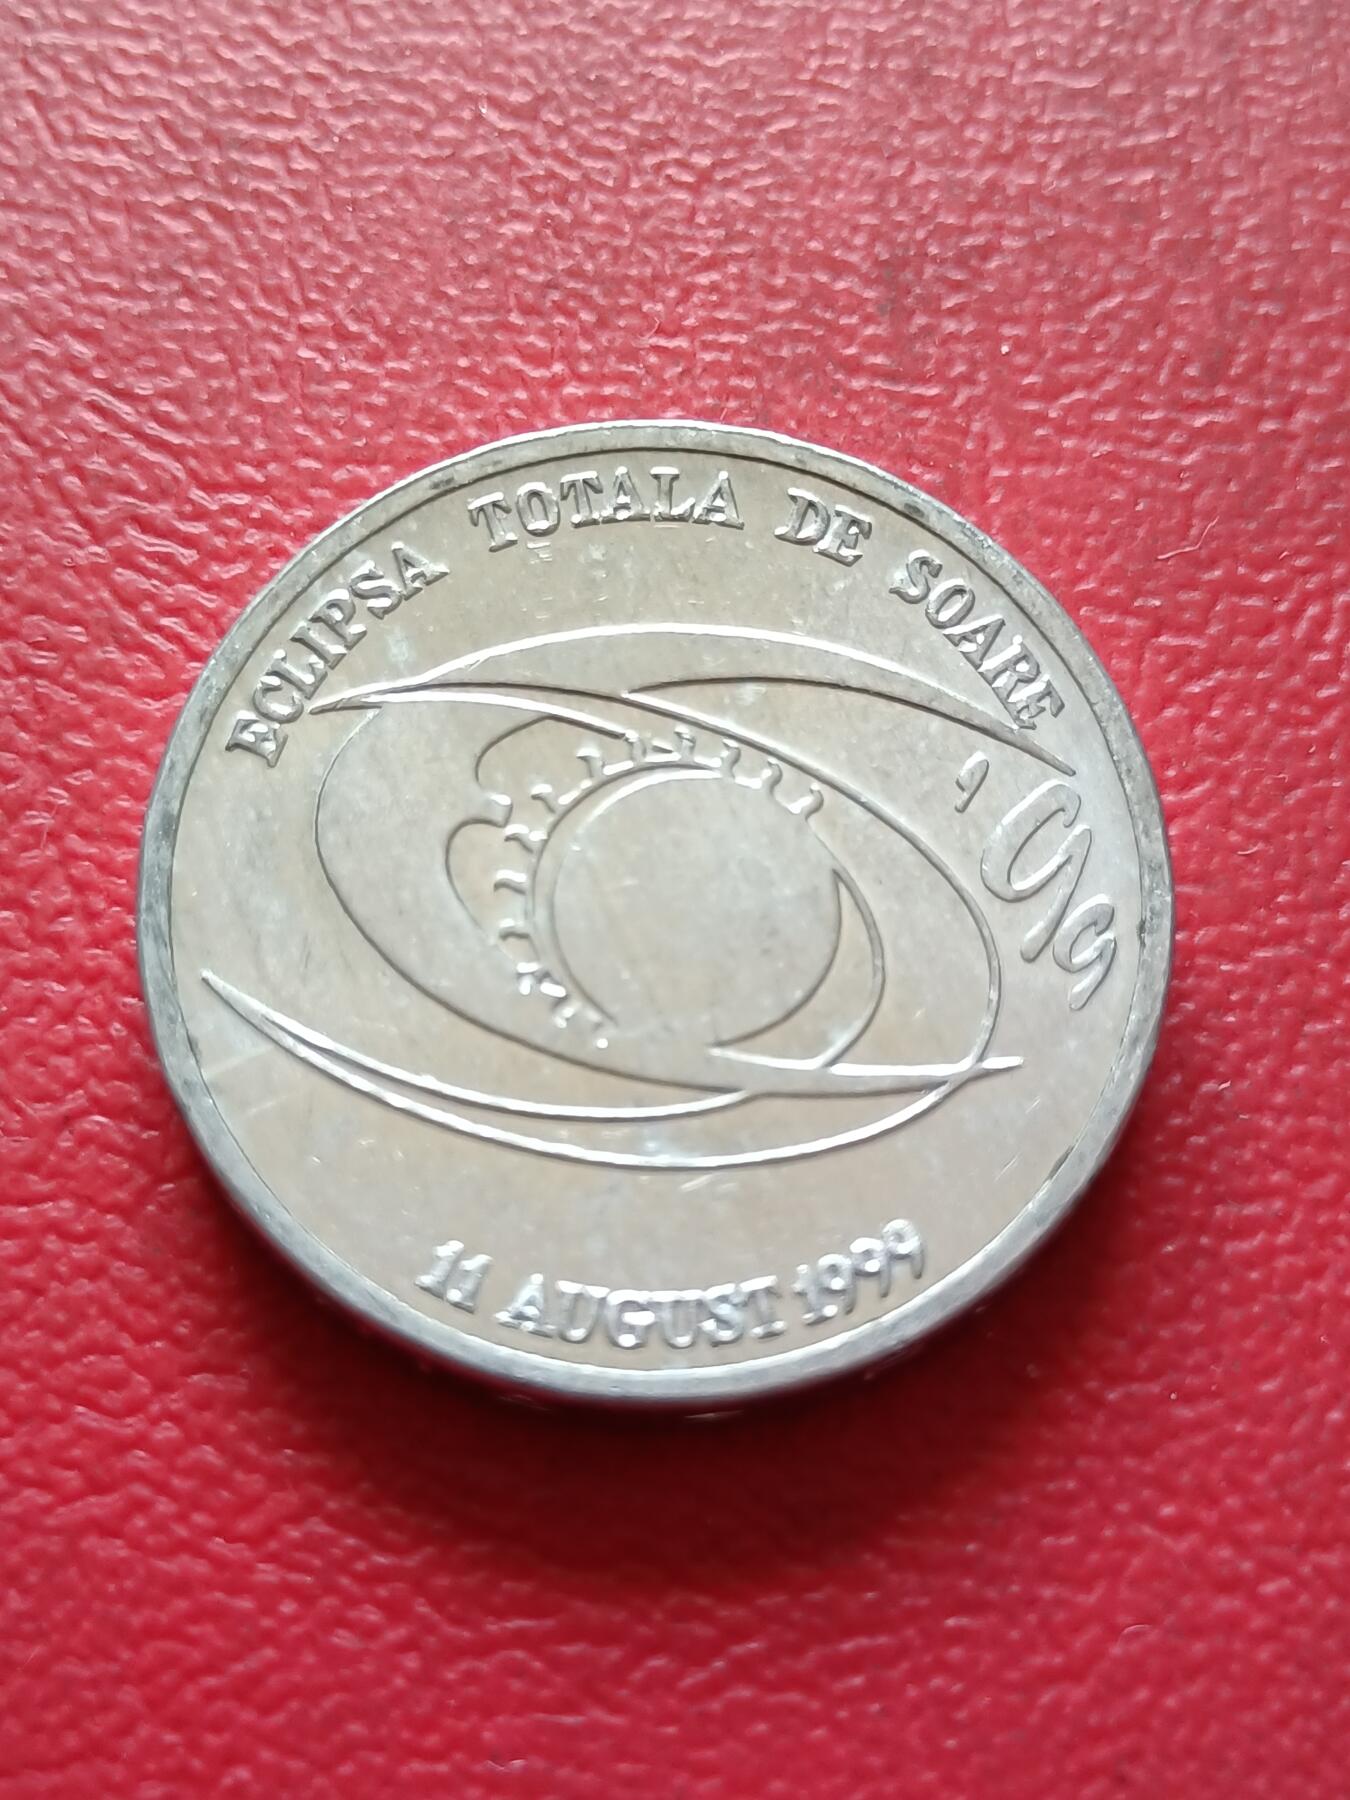 ECLIPSA TOTALA DE SOARE
'99
11 AUGUST 1999